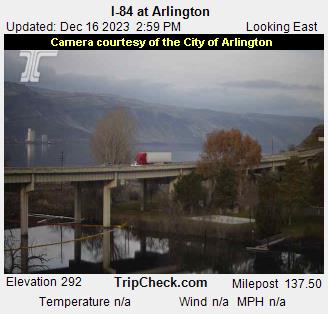 I-84 at Arlington
Updated: Dec 16 2023 2:59 PM Looking East
Camera courtesy of the City of Arlington
Elevation 292 TripCheck.com Milepost 137.50
Temperature n/a Wind n/a MPH n/a